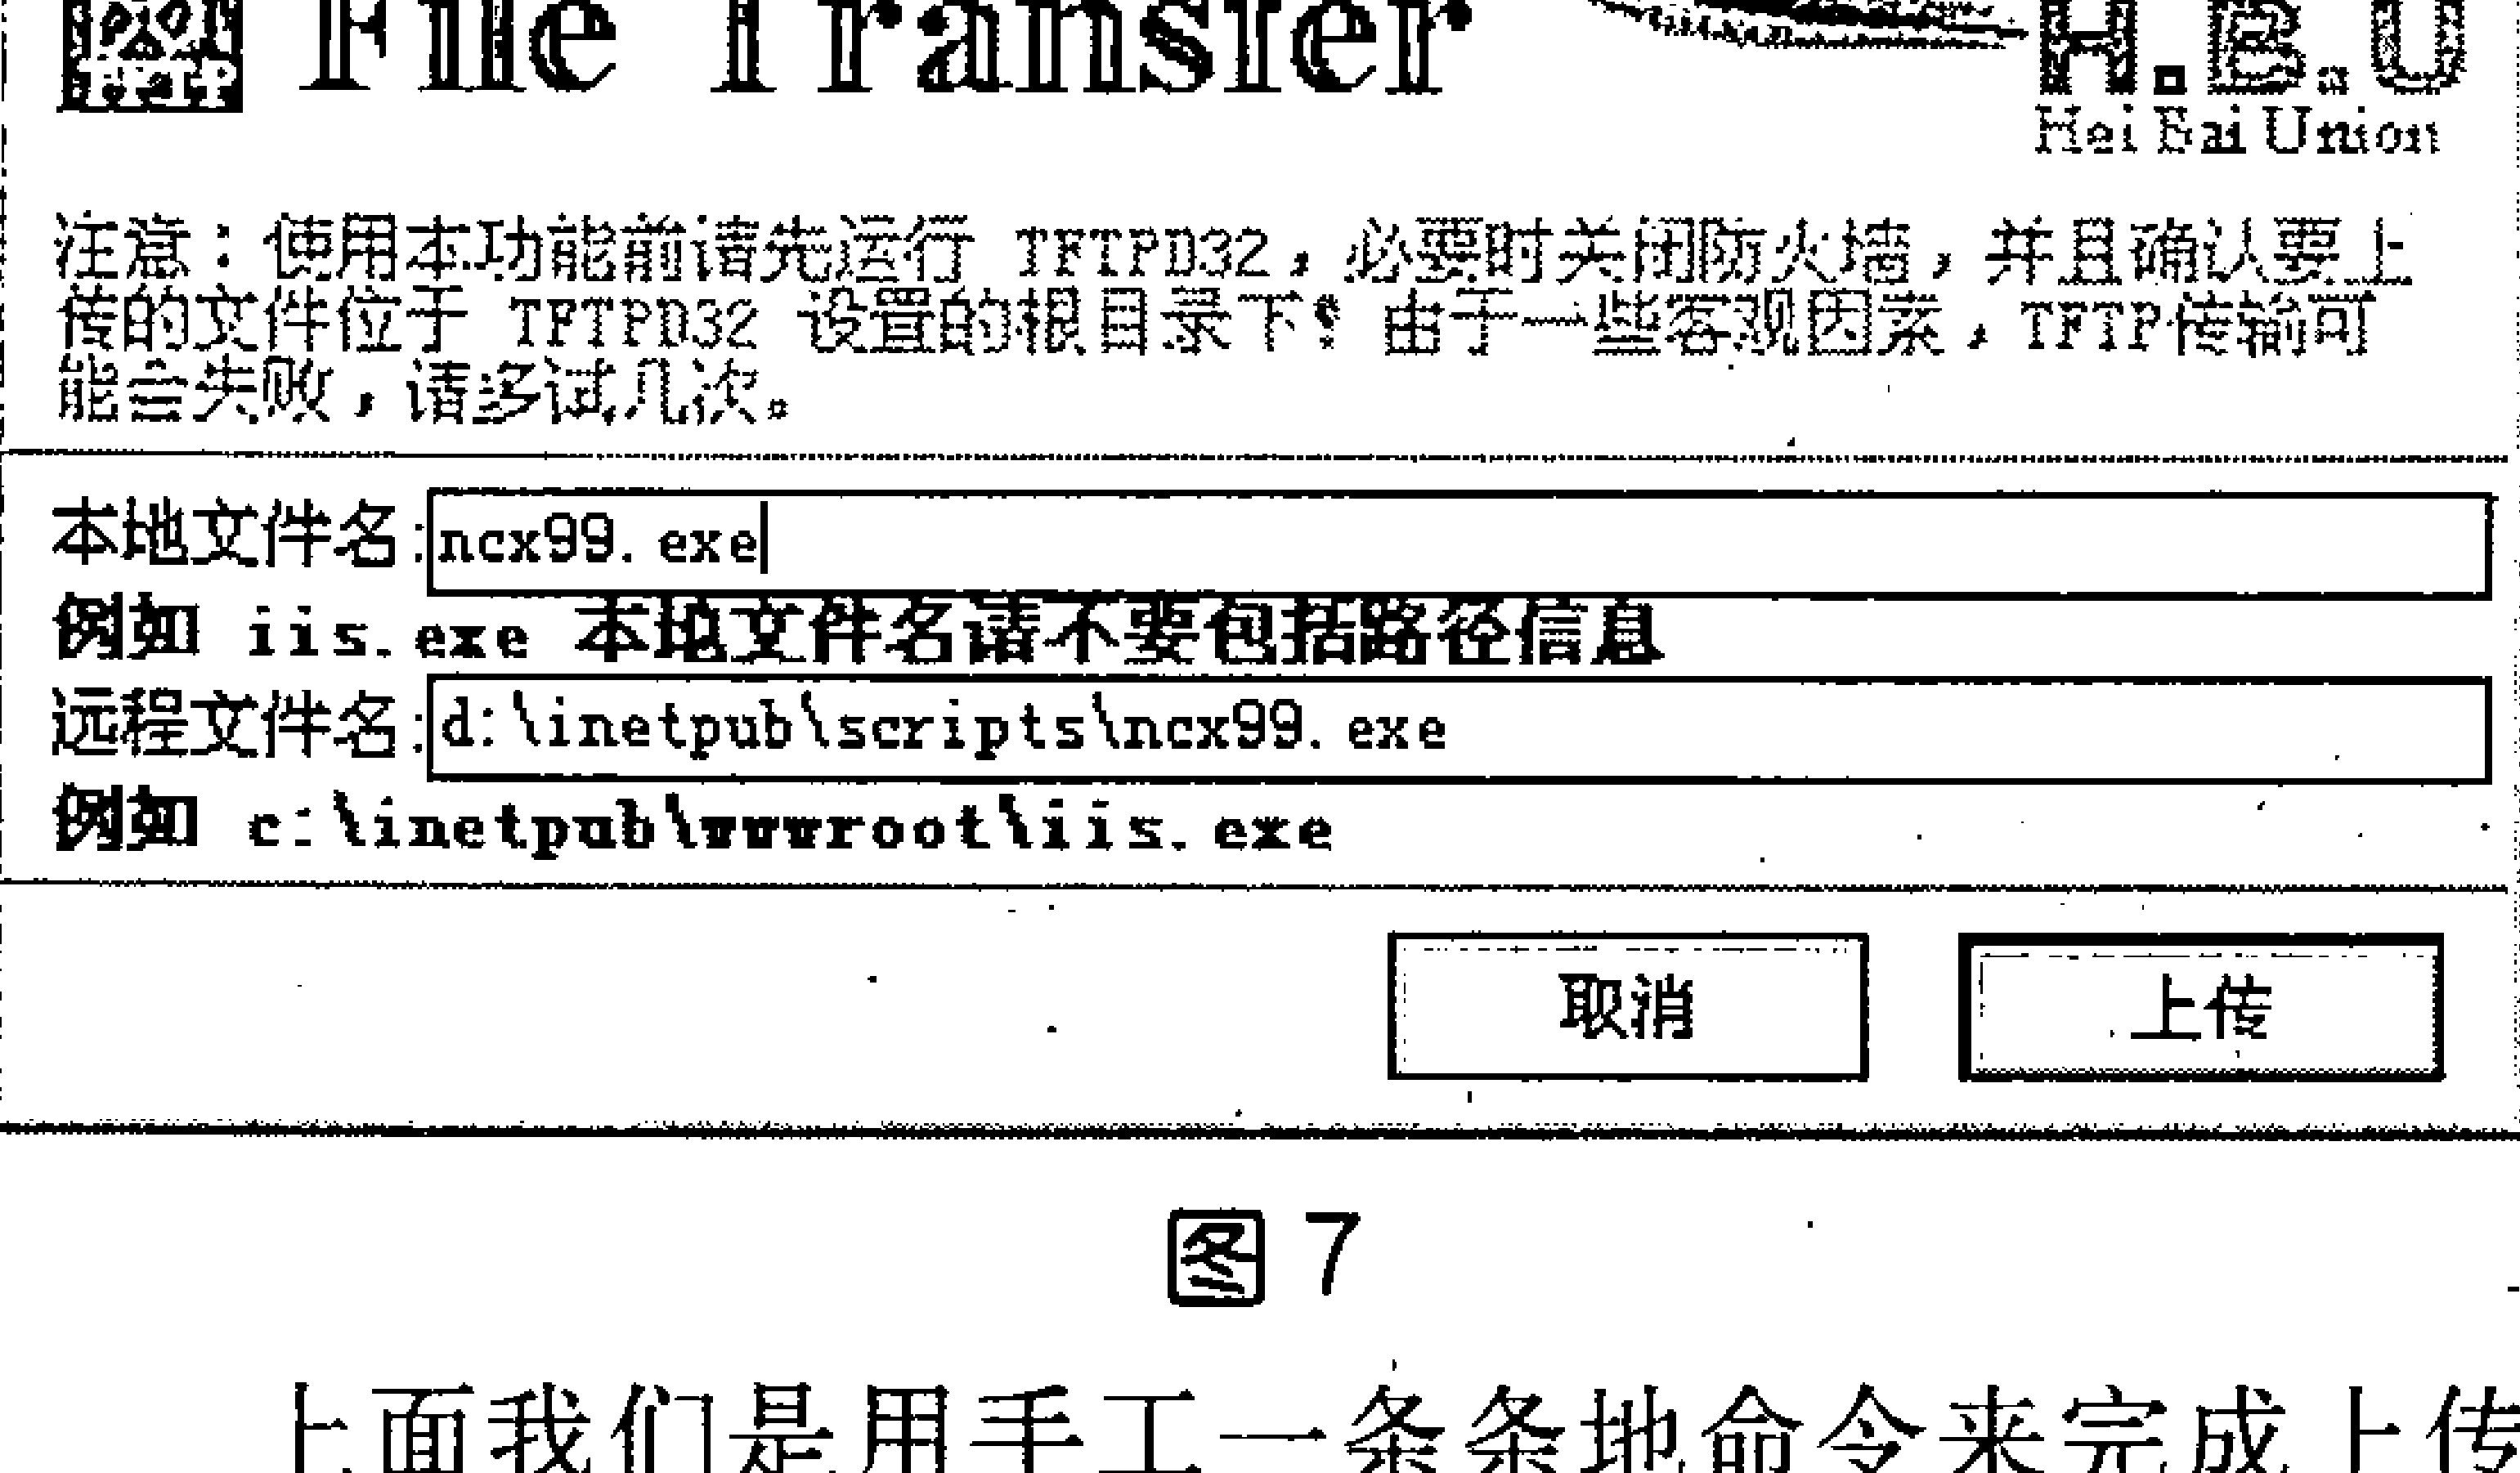 File Transfer
H.B.U
Hei Bai Union
注意：使用本功能前请先运行 TFTPD32，必要时关闭防火墙，并且确认要上
传的文件位于 TFTPD32 设置的根目录下！由于一些客观因素，TFTP传输可
能会失败，请多试几次。
本地文件名:ncx99.exe
例如 iis.exe 本地文件名请不要包括路径信息
远程文件名:d:\inetpub\scripts\ncx99.exe
例如 c:\inetpub\wwwroot\iis.exe
取消 上传
图 7
上面我们是用手工一条条地命令来完成上传